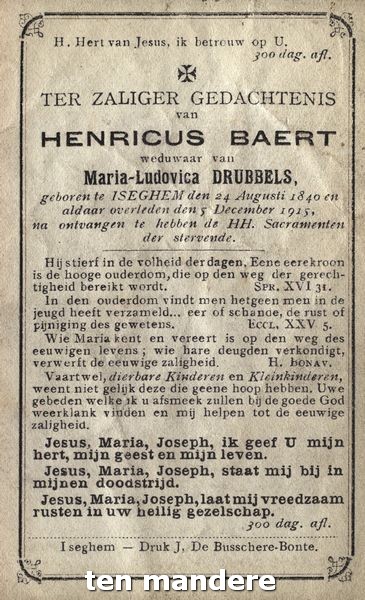 H. Hert van Jesus, ik betrouw op U.
300 dag. afl.
TER ZALIGER GEDACHTENIS
van
HENRICUS BAERT
weduwaar van
Maria-Ludovica DRUBBELS,
geboren te ISEGHEM den 24 Augusti 1840 en
aldaar overleden den 5 December 1915,
na ontvangen te hebben de HH. Sacramenten
der stervende.
Hij stierf in de volheid der dagen, Eene eerekroon
is de hooge ouderdom, die op den weg der gerech-
tigheid bereikt wordt. SPR. XVI 31.
In den ouderdom vindt men hetgeen men in de
jeugd heeft verzameld... eer of schande, de rust of
pijniging des gewetens. ECCL. XXV 5.
Wie Maria kent en vereert is op den weg des
eeuwigen levens ; wie hare deugden verkondigt,
verwerft de eeuwige zaligheid. H. BONAV.
Vaartwel, dierbare Kinderen en Kleinkinderen,
weent niet gelijk deze die geene hoop hebben. Uwe
gebeden welke ik u afsmeek zullen bij de goede God
weerklank vinden en mij helpen tot de eeuwige
zaligheid.
Jesus, Maria, Joseph, ik geef U mijn
hert, mijn geest en mijn leven.
Jesus, Maria, Joseph, staat mij bij in
mijnen doodstrijd.
Jesus, Maria, Joseph, laat mij vreedzaam
rusten in uw heilig gezelschap.
300 dag. afl.
Iseghem — Druk J, De Busschere-Bonte.
ten mandere